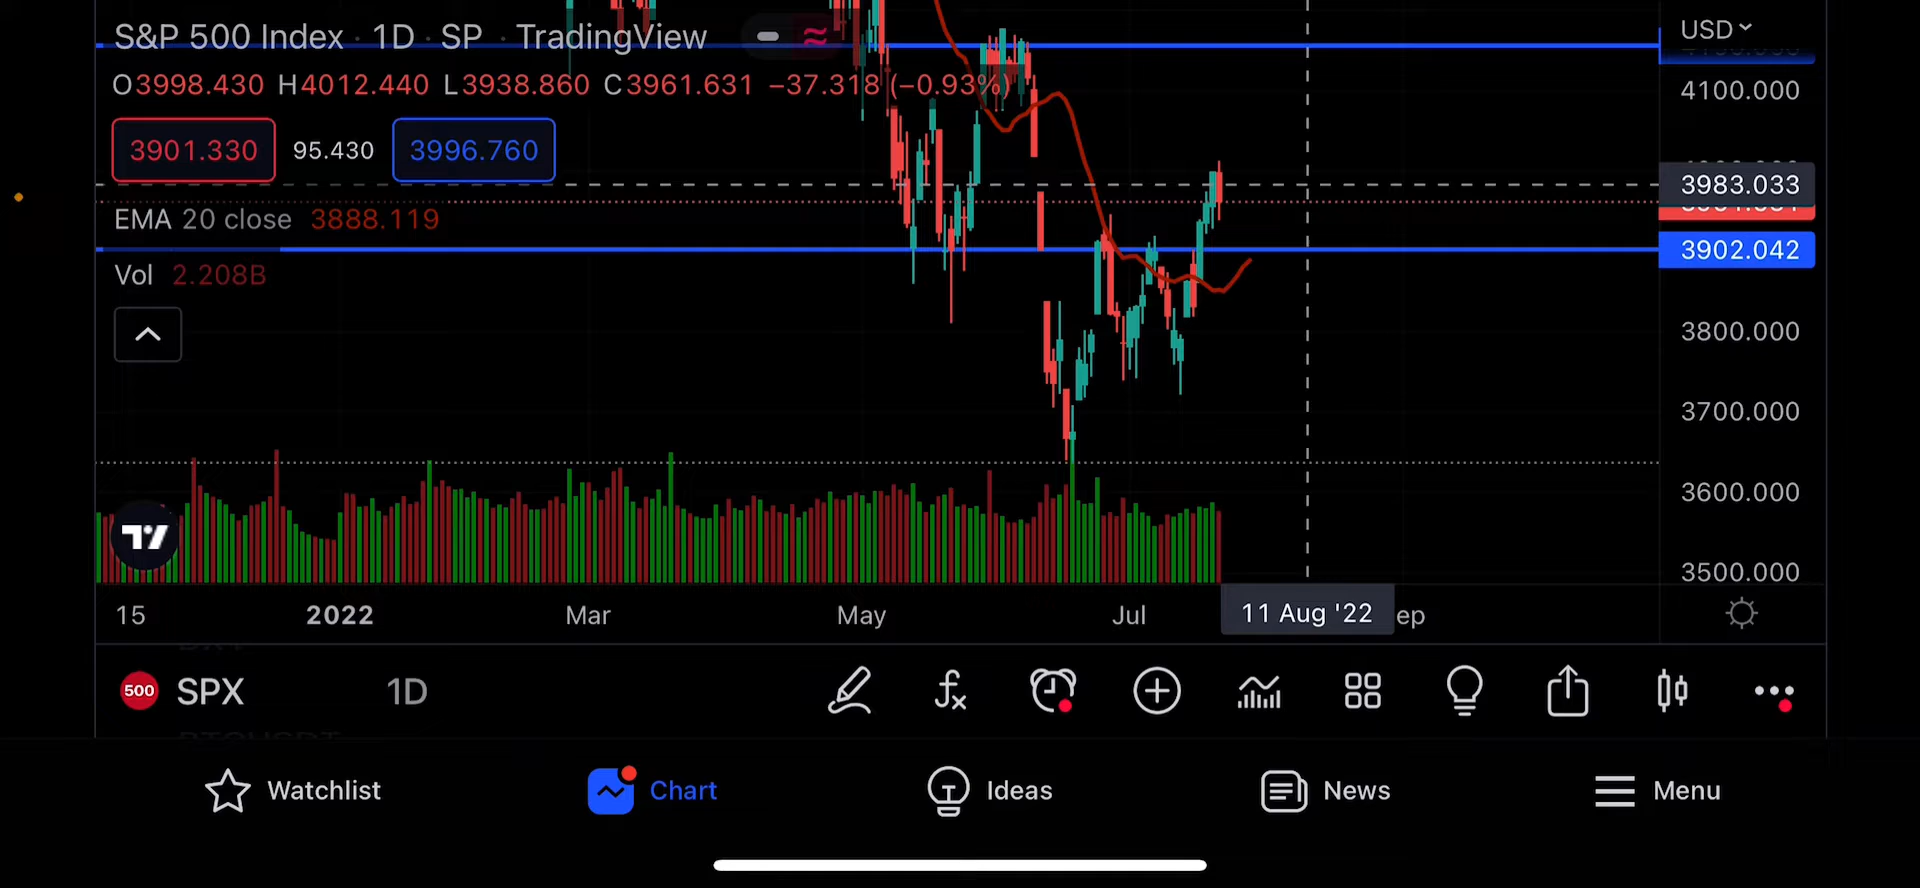 S&P 500 Index · 1D · SP · TradingView
O3998.430 H4012.440 L3938.860 C3961.631 −37.318 (−0.93%)
3901.330 95.430 3996.760
EMA 20 close 3888.119
Vol 2.208B
USD
4100.000
3983.033
3902.042
3800.000
3700.000
3600.000
3500.000
15 2022 Mar May Jul 11 Aug '22 ep
500 SPX 1D
Watchlist Chart Ideas News Menu